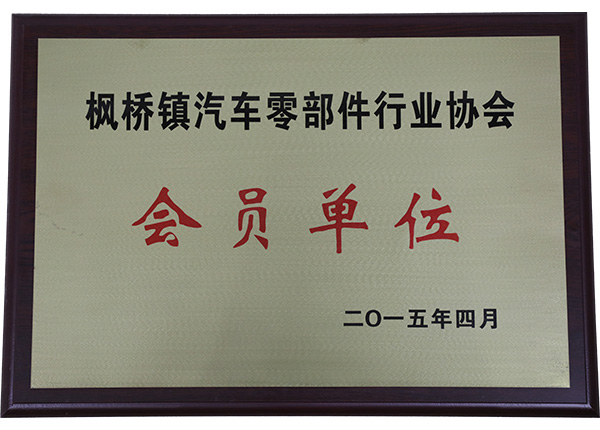 枫桥镇汽车零部件行业协会
会员单位
二O一五年四月